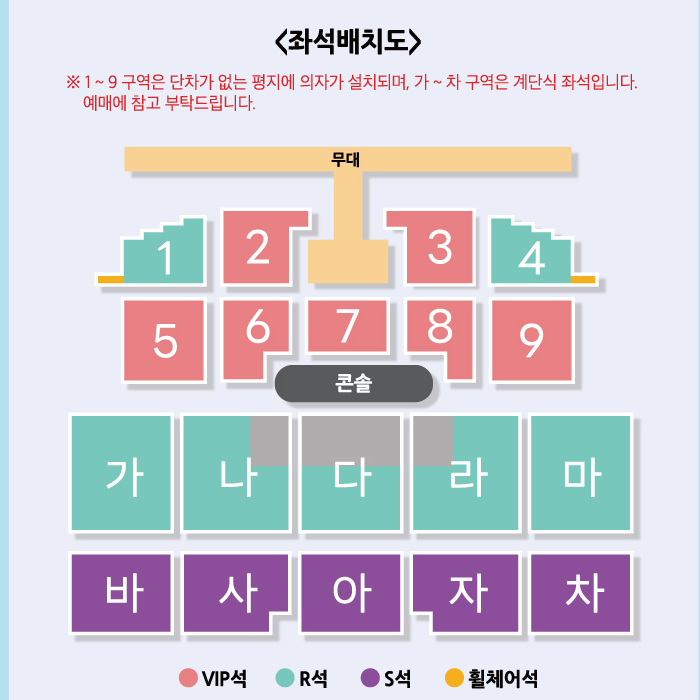 <좌석배치도>
※ 1 ~ 9 구역은 단차가 없는 평지에 의자가 설치되며, 가 ~ 차 구역은 계단식 좌석입니다.
예매에 참고 부탁드립니다.
무대
1 2 3 4
5 6 7 8 9
콘솔
가 나 다 라 마
바 사 아 자 차
VIP석 R석 S석 휠체어석